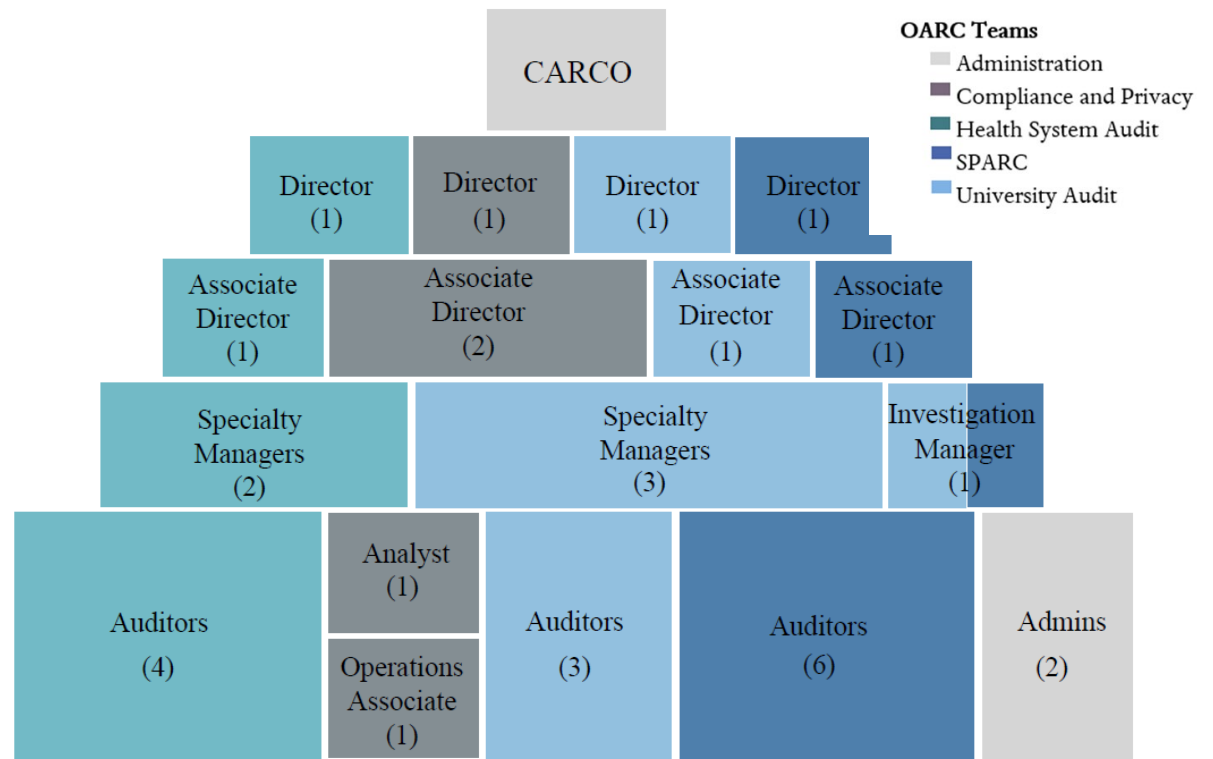 CARCO
OARC Teams
Administration
Compliance and Privacy
Health System Audit
SPARC
University Audit
Director
(1)
Director
(1)
Director
(1)
Director
(1)
Associate
Director
(1)
Associate
Director
(2)
Associate
Director
(1)
Associate
Director
(1)
Specialty
Managers
(2)
Specialty
Managers
(3)
Investigation
Manager
(1)
Auditors
(4)
Analyst
(1)
Operations
Associate
(1)
Auditors
(3)
Auditors
(6)
Admins
(2)